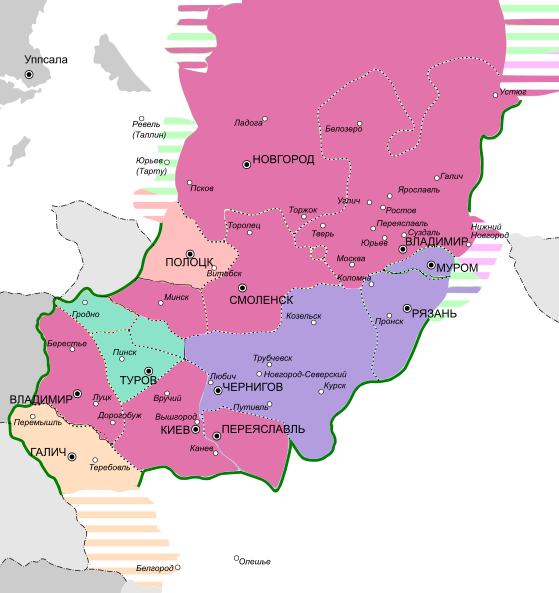 Уппсала
Устюг
Ревель
(Таллин)
Ладога
Белозеро
Юрьев
(Тарту)
НОВГОРОД
Псков
Галич
Ярославль
Углич
Ростов
Торжок
Торопец
Тверь
Переяславль
Суздаль
Нижний
Новгород
Юрьев
ВЛАДИМИР
ПОЛОЦК
Витебск
Москва
МУРОМ
Коломна
Минск
СМОЛЕНСК
Гродно
Козельск
Пронск
РЯЗАНЬ
Берестье
Пинск
Трубчевск
ТУРОВ
Любич
Новгород-Северский
ЧЕРНИГОВ
Курск
ВЛАДИМИР
Луцк
Вручий
Путивль
Перемышль
Дорогобуж
Вышгород
КИЕВ
ПЕРЕЯСЛАВЛЬ
ГАЛИЧ
Канев
Теребовль
Белгород
Олешье